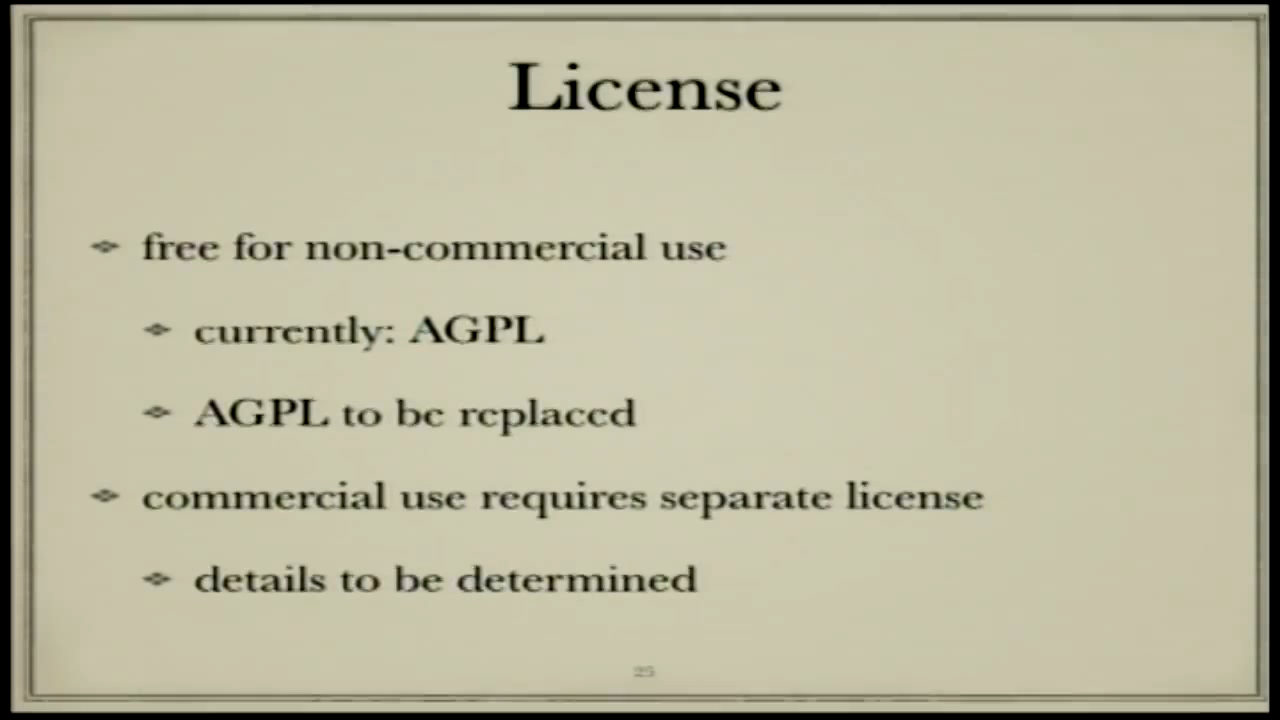 License
free for non-commercial use
currently: AGPL
AGPL to be replaced
commercial use requires separate license
details to be determined
25